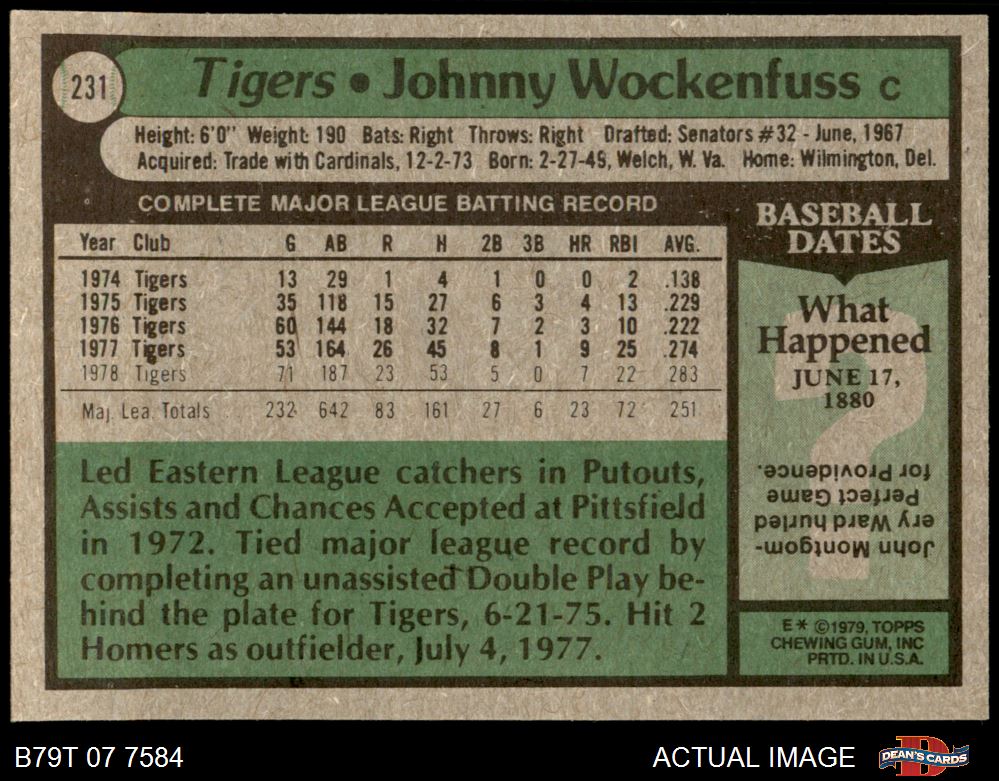 231
Tigers • Johnny Wockenfuss C
Height: 6'0" Weight: 190 Bats: Right Throws: Right Drafted: Senators #32 - June, 1967
Acquired: Trade with Cardinals, 12-2-73 Born: 2-27-49, Welch, W. Va. Home: Wilmington, Del.
COMPLETE MAJOR LEAGUE BATTING RECORD
Year Club G AB R H 2B 3B HR RBI AVG.
1974 Tigers 13 29 1 4 1 0 0 2 .138
1975 Tigers 35 118 15 27 6 3 4 13 .229
1976 Tigers 60 144 18 32 7 2 3 10 .222
1977 Tigers 53 164 26 45 8 1 9 25 .274
1978 Tigers 71 187 23 53 5 0 7 22 283
Maj. Lea. Totals 232 642 83 161 27 6 23 72 251
Led Eastern League catchers in Putouts,
Assists and Chances Accepted at Pittsfield
in 1972. Tied major league record by
completing an unassisted Double Play be-
hind the plate for Tigers, 6-21-75. Hit 2
Homers as outfielder, July 4, 1977.
BASEBALL
DATES
What
Happened
JUNE 17,
1880
John Montgom-
ery Ward hurled
Perfect Game
for Providence.
E* ©1979, TOPPS
CHEWING GUM, INC
PRTD. IN U.S.A.
B79T 07 7584
ACTUAL IMAGE
DEAN'S CARDS